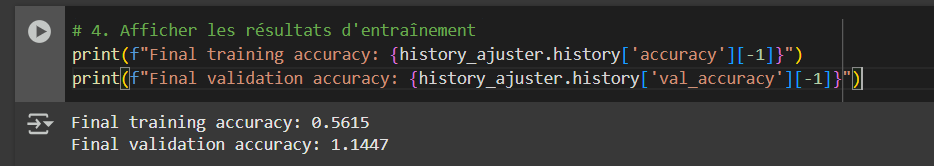 # 4. Afficher les résultats d'entraînement
print(f"Final training accuracy: {history_ajuster.history['accuracy'][-1]}")
print(f"Final validation accuracy: {history_ajuster.history['val_accuracy'][-1]}")
Final training accuracy: 0.5615
Final validation accuracy: 1.1447